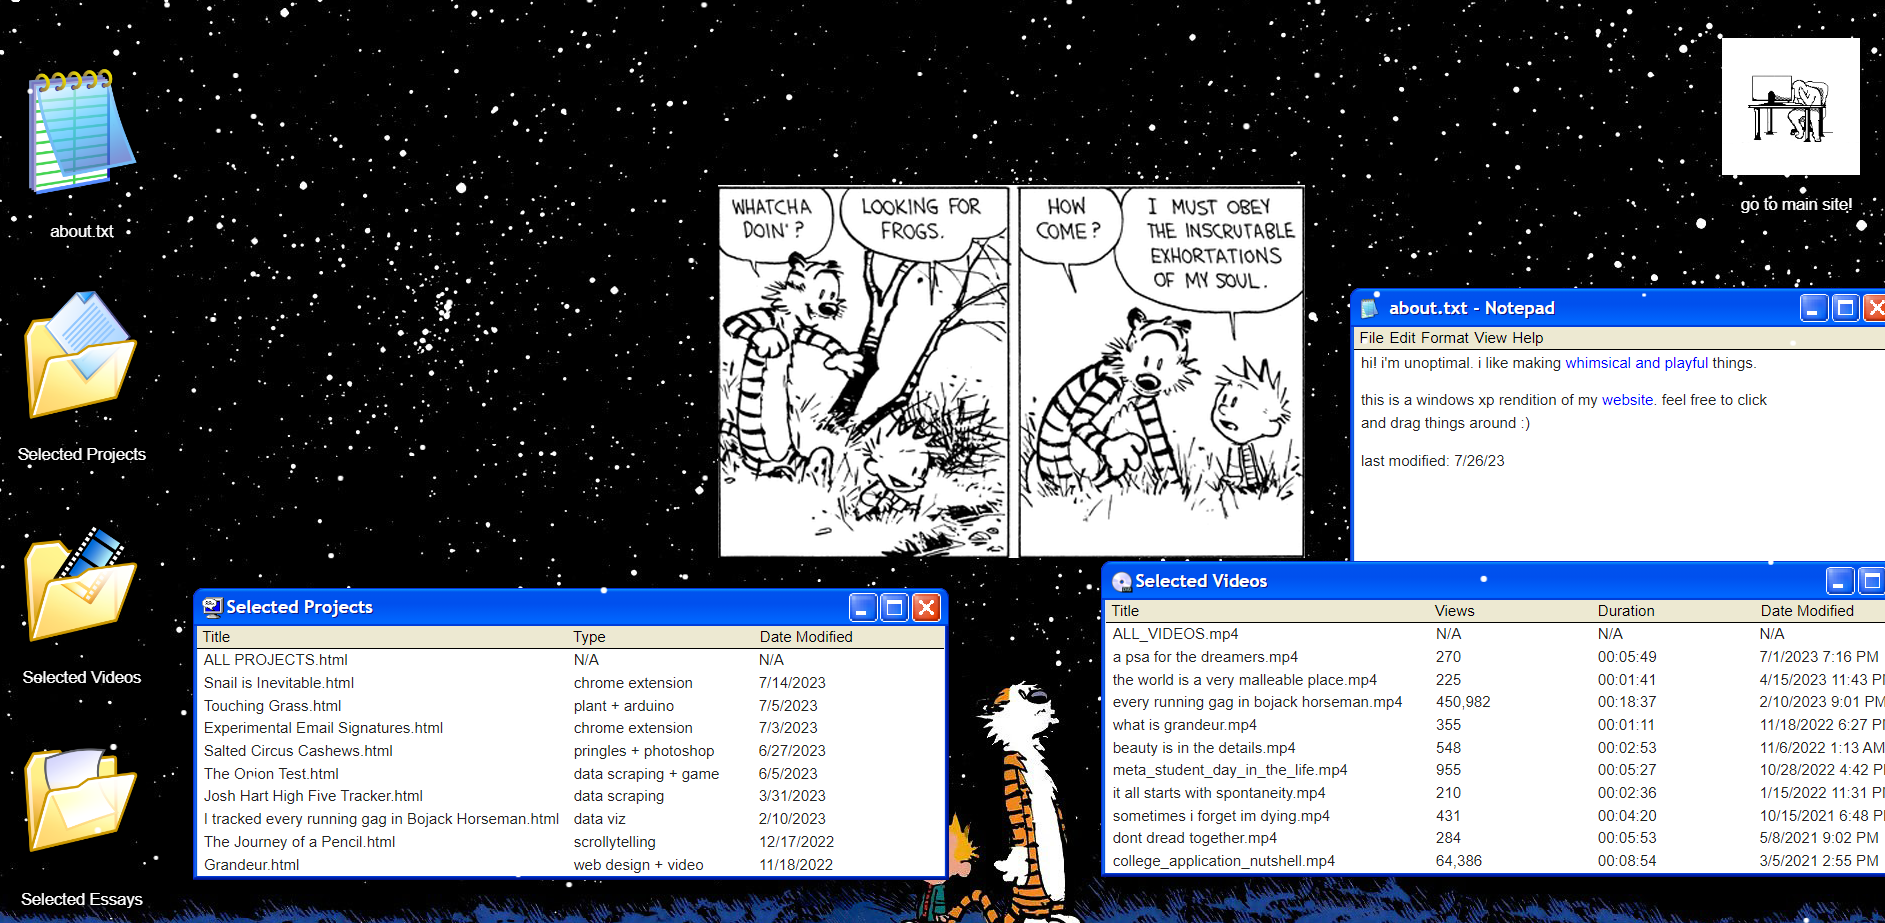 about.txt
Selected Projects
Selected Videos
Selected Essays
go to main site!
WHATCHA
DOIN'?
LOOKING FOR
FROGS.
HOW
COME?
I MUST OBEY
THE INSCRUTABLE
EXHORTATIONS
OF MY SOUL.
about.txt - Notepad
File Edit Format View Help
hi! i'm unoptimal. i like making whimsical and playful things.
this is a windows xp rendition of my website. feel free to click
and drag things around :)
last modified: 7/26/23
Selected Projects
Title Type Date Modified
ALL PROJECTS.html N/A N/A
Snail is Inevitable.html chrome extension 7/14/2023
Touching Grass.html plant + arduino 7/5/2023
Experimental Email Signatures.html chrome extension 7/3/2023
Salted Circus Cashews.html pringles + photoshop 6/27/2023
The Onion Test.html data scraping + game 6/5/2023
Josh Hart High Five Tracker.html data scraping 3/31/2023
I tracked every running gag in Bojack Horseman.html data viz 2/10/2023
The Journey of a Pencil.html scrollytelling 12/17/2022
Grandeur.html web design + video 11/18/2022
Selected Videos
Title Views Duration Date Modified
ALL_VIDEOS.mp4 N/A N/A N/A
a psa for the dreamers.mp4 270 00:05:49 7/1/2023 7:16 PM
the world is a very malleable place.mp4 225 00:01:41 4/15/2023 11:43 P
every running gag in bojack horseman.mp4 450,982 00:18:37 2/10/2023 9:01 PM
what is grandeur.mp4 355 00:01:11 11/18/2022 6:27 P
beauty is in the details.mp4 548 00:02:53 11/6/2022 1:13 AM
meta_student_day_in_the_life.mp4 955 00:05:27 10/28/2022 4:42 P
it all starts with spontaneity.mp4 210 00:02:36 1/15/2022 11:31 P
sometimes i forget im dying.mp4 431 00:04:20 10/15/2021 6:48 P
dont dread together.mp4 284 00:05:53 5/8/2021 9:02 PM
college_application_nutshell.mp4 64,386 00:08:54 3/5/2021 2:55 PM